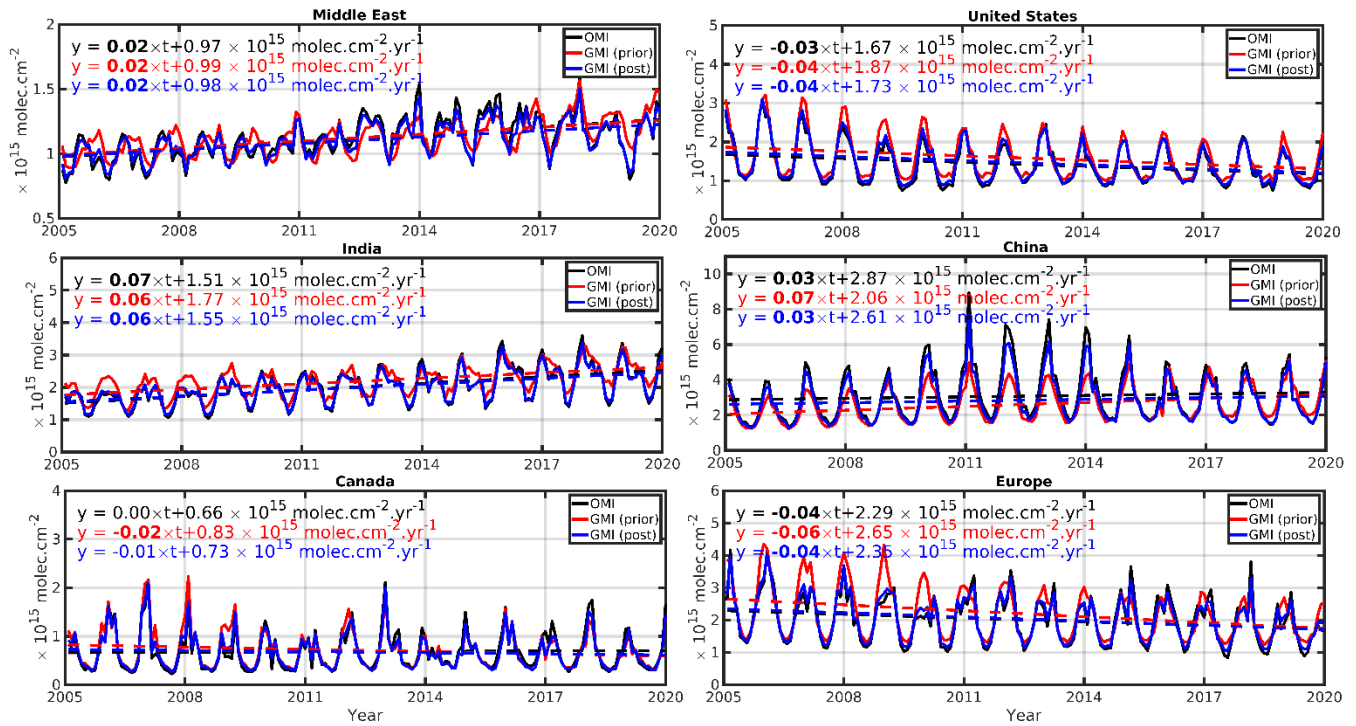 Middle East
y = 0.02×t+0.97 × 10^15 molec.cm^-2.yr^-1
y = 0.02×t+0.99 × 10^15 molec.cm^-2.yr^-1
y = 0.02×t+0.98 × 10^15 molec.cm^-2.yr^-1
OMI
GMI (prior)
GMI (post)
× 10^15 molec.cm^-2
2
1.5
1
0.5
2005 2008 2011 2014 2017 2020
United States
y = -0.03×t+1.67 × 10^15 molec.cm^-2.yr^-1
y = -0.04×t+1.87 × 10^15 molec.cm^-2.yr^-1
y = -0.04×t+1.73 × 10^15 molec.cm^-2.yr^-1
OMI
GMI (prior)
GMI (post)
× 10^15 molec.cm^-2
5
4
3
2
1
0
2005 2008 2011 2014 2017 2020
India
y = 0.07×t+1.51 × 10^15 molec.cm^-2.yr^-1
y = 0.06×t+1.77 × 10^15 molec.cm^-2.yr^-1
y = 0.06×t+1.55 × 10^15 molec.cm^-2.yr^-1
OMI
GMI (prior)
GMI (post)
× 10^15 molec.cm^-2
6
5
4
3
2
1
0
2005 2008 2011 2014 2017 2020
China
y = 0.03×t+2.87 × 10^15 molec.cm^-2.yr^-1
y = 0.07×t+2.06 × 10^15 molec.cm^-2.yr^-1
y = 0.03×t+2.61 × 10^15 molec.cm^-2.yr^-1
OMI
GMI (prior)
GMI (post)
× 10^15 molec.cm^-2
10
8
6
4
2
0
2005 2008 2011 2014 2017 2020
Canada
y = 0.00×t+0.66 × 10^15 molec.cm^-2.yr^-1
y = -0.02×t+0.83 × 10^15 molec.cm^-2.yr^-1
y = -0.01×t+0.73 × 10^15 molec.cm^-2.yr^-1
OMI
GMI (prior)
GMI (post)
× 10^15 molec.cm^-2
4
3
2
1
0
2005 2008 2011 2014 2017 2020
Year
Europe
y = -0.04×t+2.29 × 10^15 molec.cm^-2.yr^-1
y = -0.06×t+2.65 × 10^15 molec.cm^-2.yr^-1
y = -0.04×t+2.35 × 10^15 molec.cm^-2.yr^-1
OMI
GMI (prior)
GMI (post)
× 10^15 molec.cm^-2
6
5
4
3
2
1
0
2005 2008 2011 2014 2017 2020
Year